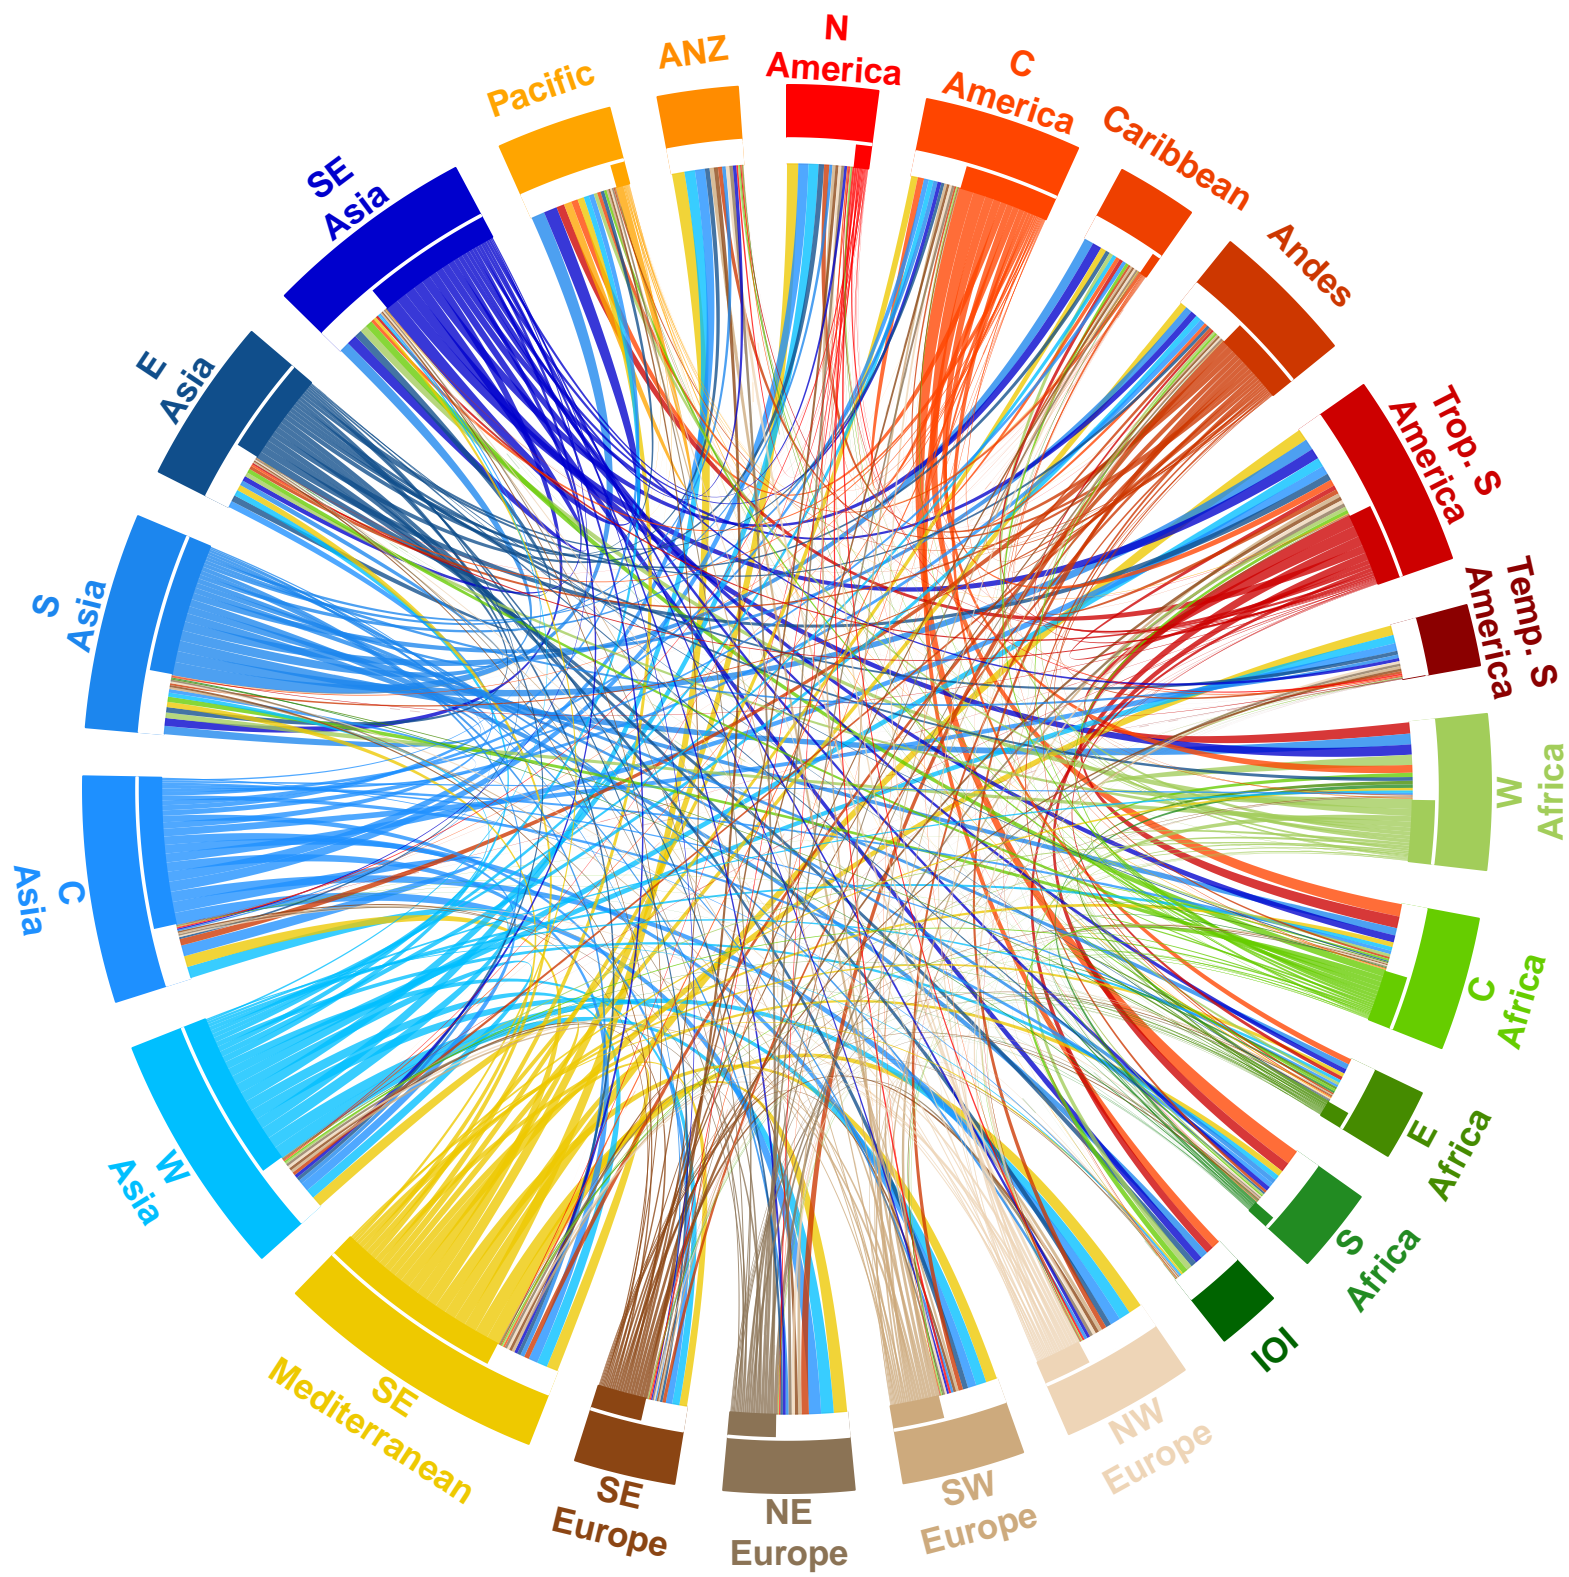 N
America
C
America
Caribbean
Andes
Trop. S
America
Temp. S
America
W
Africa
C
Africa
E
Africa
S
Africa
IOI
NW
Europe
SW
Europe
NE
Europe
SE
Europe
SE
Mediterranean
W
Asia
C
Asia
S
Asia
E
Asia
SE
Asia
Pacific
ANZ